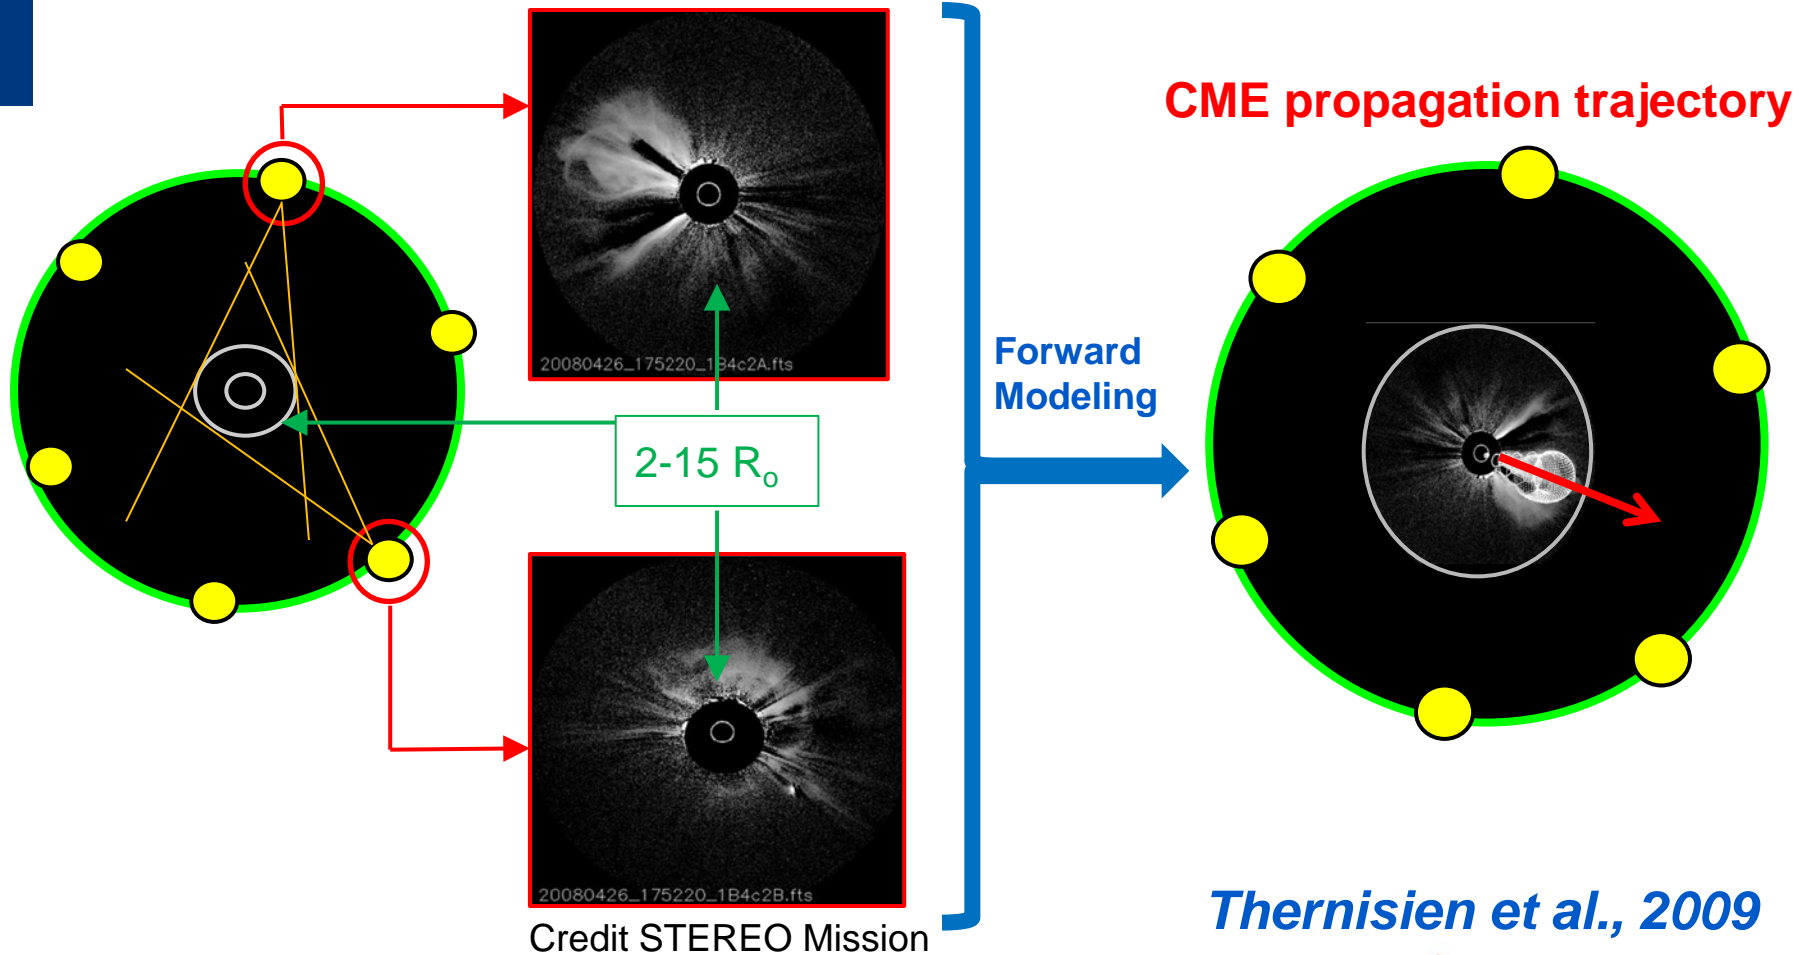 CME propagation trajectory
20080426_175220_1B4c2A.fts
Forward
Modeling
2-15 Ro
20080426_175220_1B4c2B.fts
Credit STEREO Mission
Thernisien et al., 2009